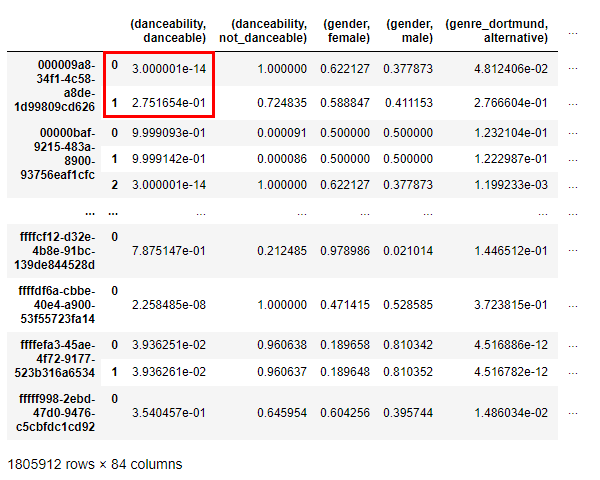 (danceability, (danceability, (gender, (gender, (genre_dortmund, ...
danceable) not_danceable) female) male) alternative)
000009a8- 0 3.000001e-14 1.000000 0.622127 0.377873 4.812406e-02 ...
34f1-4c58-
a8de- 1 2.751654e-01 0.724835 0.588847 0.411153 2.766604e-01 ...
1d99809cd626
00000baf- 0 9.999093e-01 0.000091 0.500000 0.500000 1.232104e-01 ...
9215-483a-
8900- 1 9.999142e-01 0.000086 0.500000 0.500000 1.222987e-01 ...
93756eaf1cfc 2 3.000001e-14 1.000000 0.622127 0.377873 1.199233e-03 ...
... ... ... ... ... ... ... ...
ffffcf12-d32e- 0
4b8e-91bc- 7.875147e-01 0.212485 0.978986 0.021014 1.446512e-01 ...
139de844528d
ffffdf6a-cbbe- 0
40e4-a900- 2.258485e-08 1.000000 0.471415 0.528585 3.723815e-01 ...
53f55723fa14
ffffefa3-45ae- 0 3.936251e-02 0.960638 0.189658 0.810342 4.516886e-12 ...
4f72-9177-
523b316a6534 1 3.936261e-02 0.960637 0.189648 0.810352 4.516782e-12 ...
fffff998-2ebd- 0
47d0-9476- 3.540457e-01 0.645954 0.604256 0.395744 1.486034e-02 ...
c5cbfdc1cd92
1805912 rows × 84 columns